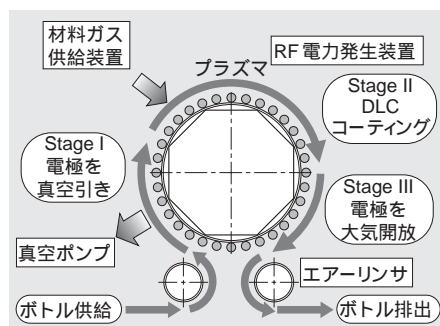 材料ガス
供給装置
プラズマ
RF電力発生装置
Stage II
DLC
コーティング
Stage I
電極を
真空引き
Stage III
電極を
大気開放
真空ポンプ
エアーリンサ
ボトル供給
ボトル排出